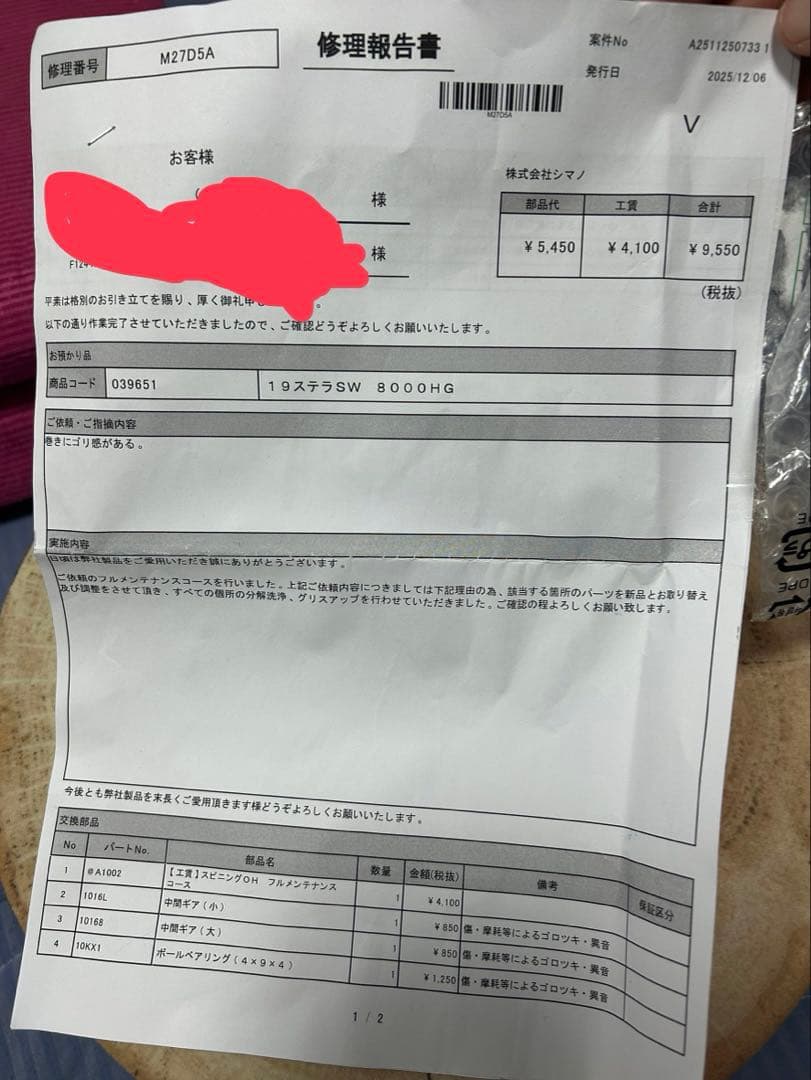 修理番号 M27D5A
修理報告書
案件No A2511250733 1
発行日 2025/12/06
M27D5A
V
お客様
様
様
株式会社シマノ
部品代 工賃 合計
¥5,450 ¥4,100 ¥9,550
(税抜)
平素は格別のお引き立てを賜り、厚く御礼申し
以下の通り作業完了させていただきましたので、ご確認どうぞよろしくお願いいたします。
お預かり品
商品コード 039651 19ステラSW 8000HG
ご依頼・ご指摘内容
巻きにゴリ感がある。
実施内容
日頃は弊社製品をご愛用いただき誠にありがとうございます。
ご依頼のフルメンテナンスコースを行いました。上記ご依頼内容につきましては下記理由の為、該当する箇所のパーツを新品とお取り替え
及び調整をさせて頂き、すべての個所の分解洗浄、グリスアップを行わせていただきました。ご確認の程よろしくお願い致します。
今後とも弊社製品を末長くご愛用頂きます様どうぞよろしくお願いいたします。
交換部品
No パートNo. 部品名 数量 金額(税抜) 備考 保証区分
1 @A1002 【工賃】スピニングOH フルメンテナンス
コース 1 ¥4,100
2 1016L 中間ギア(小) 1 ¥850 傷・摩耗等によるゴロツキ・異音
3 10168 中間ギア(大) 1 ¥850 傷・摩耗等によるゴロツキ・異音
4 10KX1 ボールベアリング(4×9×4) 1 ¥1,250 傷・摩耗等によるゴロツキ・異音
1 / 2